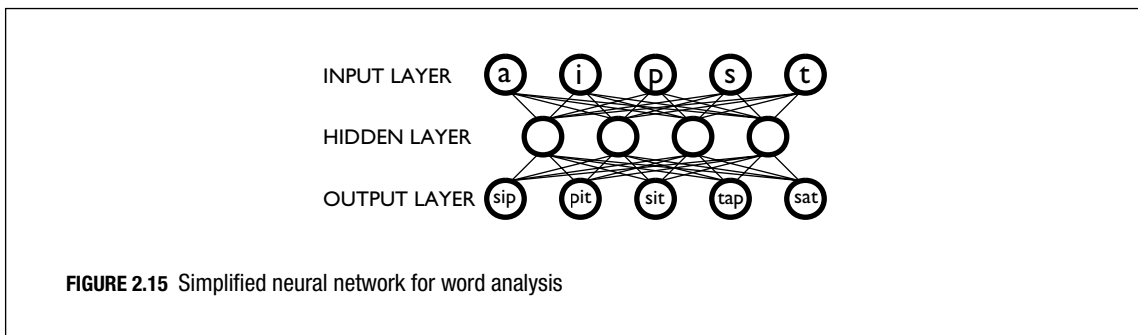 INPUT LAYER a i p s t
HIDDEN LAYER
OUTPUT LAYER sip pit sit tap sat
FIGURE 2.15 Simplified neural network for word analysis